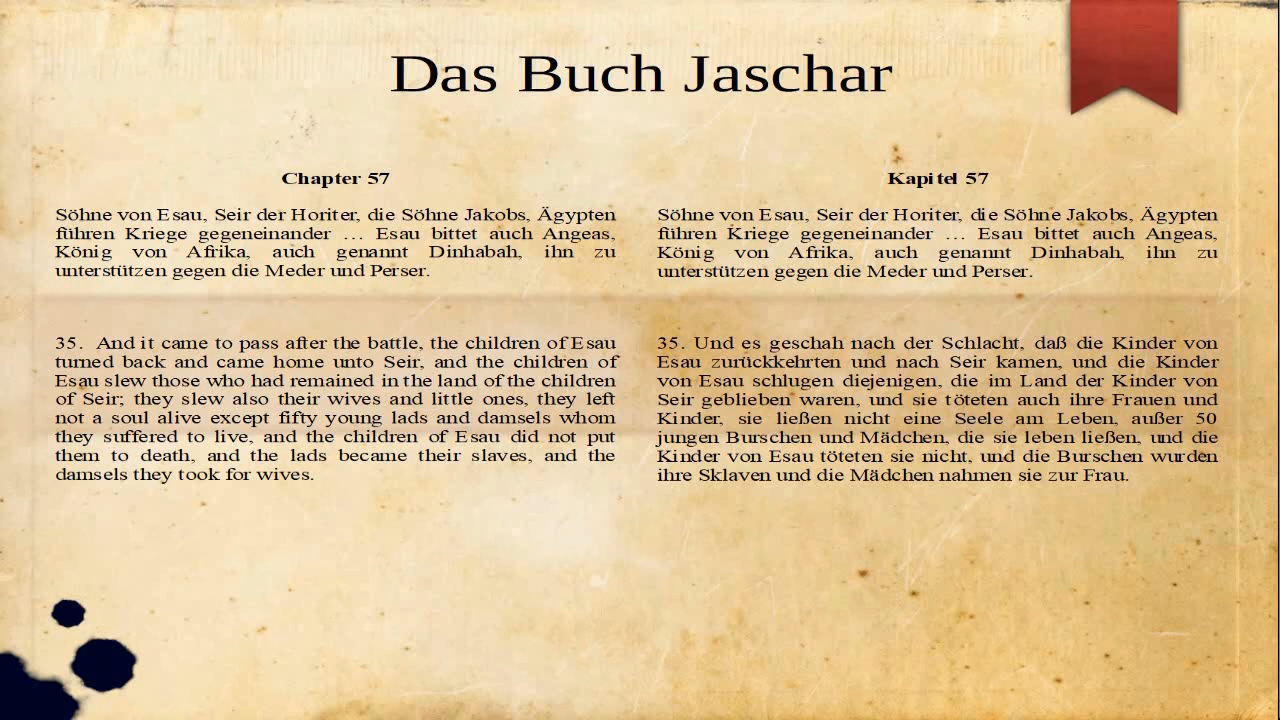 Das Buch Jaschar
Chapter 57
Söhne von Esau, Seir der Horiter, die Söhne Jakobs, Ägypten
führen Kriege gegeneinander … Esau bittet auch Angeas,
König von Afrika, auch genannt Dinhabah, ihn zu
unterstützen gegen die Meder und Perser.
35. And it came to pass after the battle, the children of Esau
turned back and came home unto Seir, and the children of
Esau slew those who had remained in the land of the children
of Seir; they slew also their wives and little ones, they left
not a soul alive except fifty young lads and damsels whom
they suffered to live, and the children of Esau did not put
them to death, and the lads became their slaves, and the
damsels they took for wives.
Kapitel 57
Söhne von Esau, Seir der Horiter, die Söhne Jakobs, Ägypten
führen Kriege gegeneinander … Esau bittet auch Angeas,
König von Afrika, auch genannt Dinhabah, ihn zu
unterstützen gegen die Meder und Perser.
35. Und es geschah nach der Schlacht, daß die Kinder von
Esau zurückkehrten und nach Seir kamen, und die Kinder
von Esau schlugen diejenigen, die im Land der Kinder von
Seir geblieben waren, und sie töteten auch ihre Frauen und
Kinder, sie ließen nicht eine Seele am Leben, außer 50
jungen Burschen und Mädchen, die sie leben ließen, und die
Kinder von Esau töteten sie nicht, und die Burschen wurden
ihre Sklaven und die Mädchen nahmen sie zur Frau.